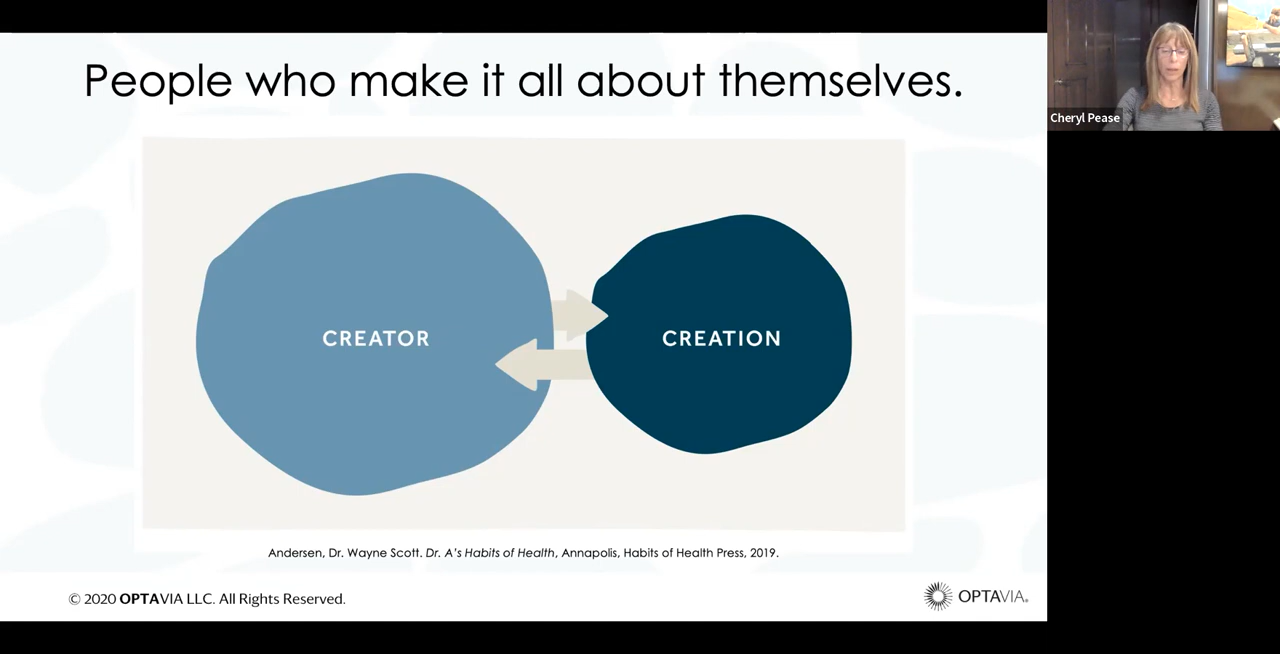 People who make it all about themselves.
Cheryl Pease
CREATOR
CREATION
Andersen, Dr. Wayne Scott. Dr. A's Habits of Health, Annapolis, Habits of Health Press, 2019.
© 2020 OPTAVIA LLC. All Rights Reserved.
OPTAVIA®